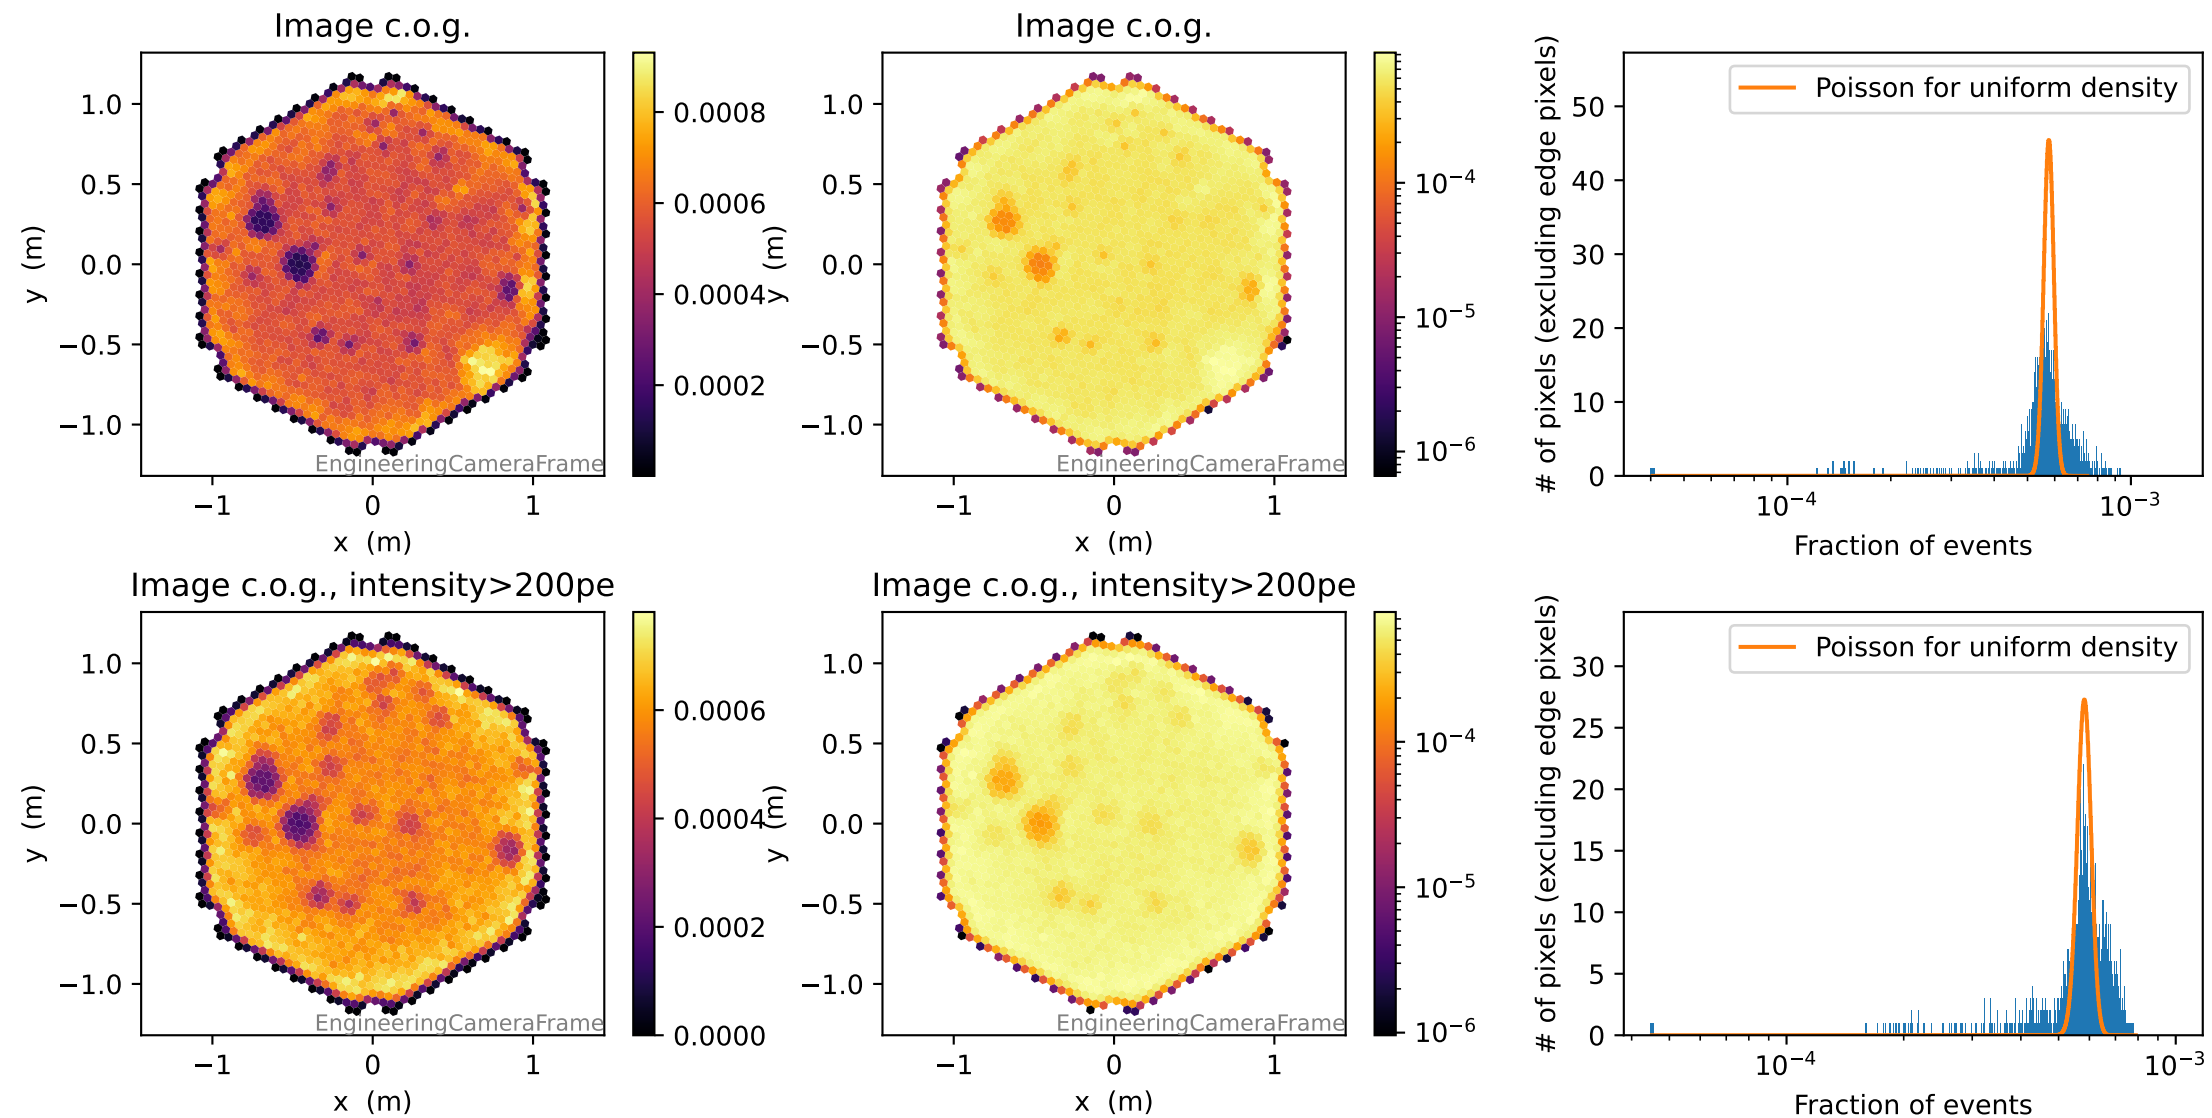 Image c.o.g.
y (m)
1.0
0.5
0.0
−0.5
−1.0
EngineeringCameraFrame
−1
0
1
x (m)
0.0008
0.0006
0.0004
0.0002
Image c.o.g.
y (m)
1.0
0.5
0.0
−0.5
−1.0
EngineeringCameraFrame
−1
0
1
x (m)
10⁻⁴
10⁻⁵
10⁻⁶
# of pixels (excluding edge pixels)
50
40
30
20
10
0
Poisson for uniform density
10⁻⁴
10⁻³
Fraction of events
Image c.o.g., intensity>200pe
y (m)
1.0
0.5
0.0
−0.5
−1.0
EngineeringCameraFrame
−1
0
1
x (m)
0.0006
0.0004
0.0002
0.0000
Image c.o.g., intensity>200pe
y (m)
1.0
0.5
0.0
−0.5
−1.0
EngineeringCameraFrame
−1
0
1
x (m)
10⁻⁴
10⁻⁵
10⁻⁶
# of pixels (excluding edge pixels)
30
25
20
15
10
5
0
Poisson for uniform density
10⁻⁴
10⁻³
Fraction of events